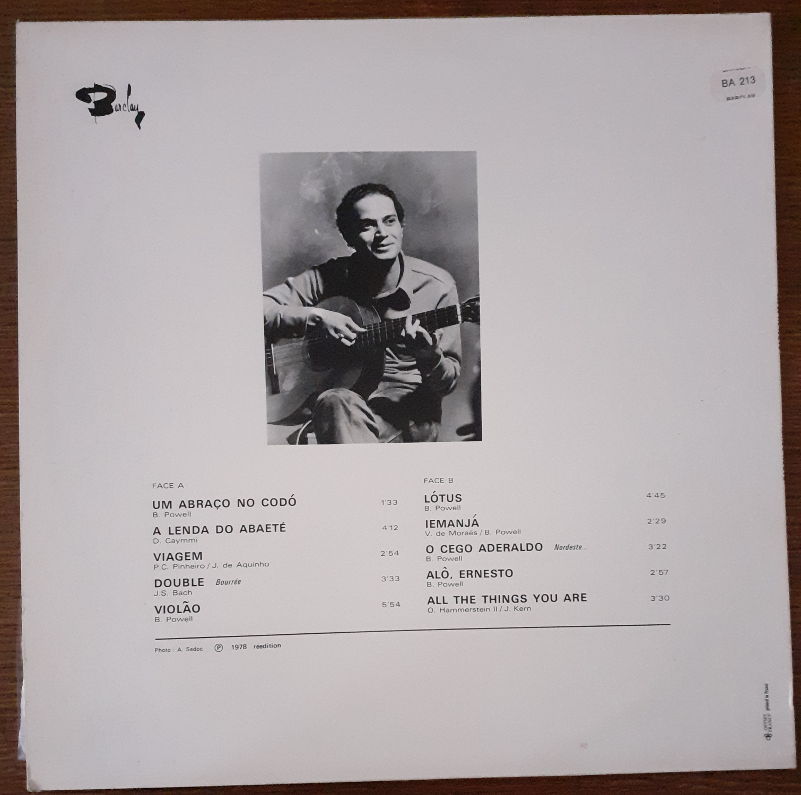 Barclay
BA 213
FACE A
UM ABRAÇO NO CODÓ 1'33
B. Powell
A LENDA DO ABAETÉ 4'12
D. Caymmi
VIAGEM 2'54
P.C. Pinheiro / J. de Aquinho
DOUBLE Bourrée 3'33
J.S. Bach
VIOLÃO 5'54
B. Powell
FACE B
LÓTUS 4'45
B. Powell
IEMANJÁ 2'29
V. de Moraës / B. Powell
O CEGO ADERALDO Nordeste... 3'22
B. Powell
ALÔ, ERNESTO 2'57
B. Powell
ALL THE THINGS YOU ARE 3'30
O. Hammerstein II / J. Kern
Photo : A. Sedoc Ⓟ 1978 réédition